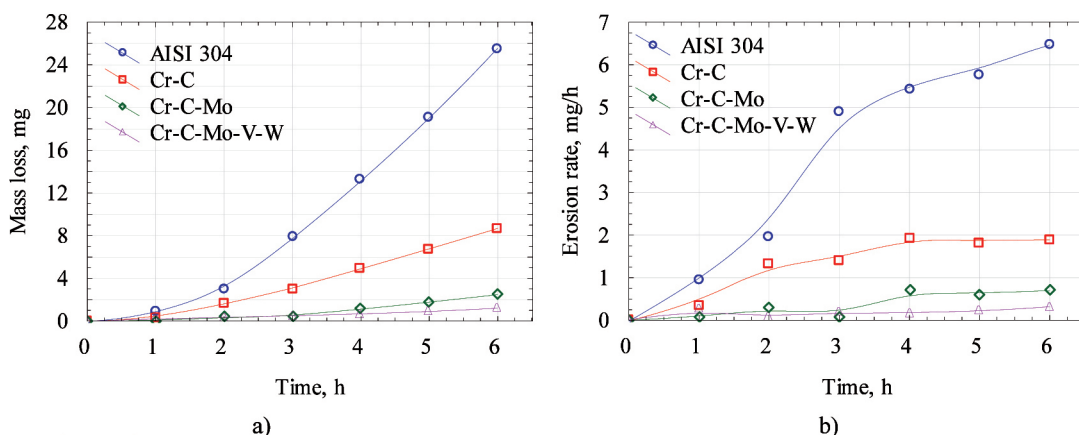 Mass loss, mg
28
24
20
16
12
8
4
0
AISI 304
Cr-C
Cr-C-Mo
Cr-C-Mo-V-W
0 1 2 3 4 5 6
Time, h
a)
Erosion rate, mg/h
7
6
5
4
3
2
1
0
AISI 304
Cr-C
Cr-C-Mo
Cr-C-Mo-V-W
0 1 2 3 4 5 6
Time, h
b)